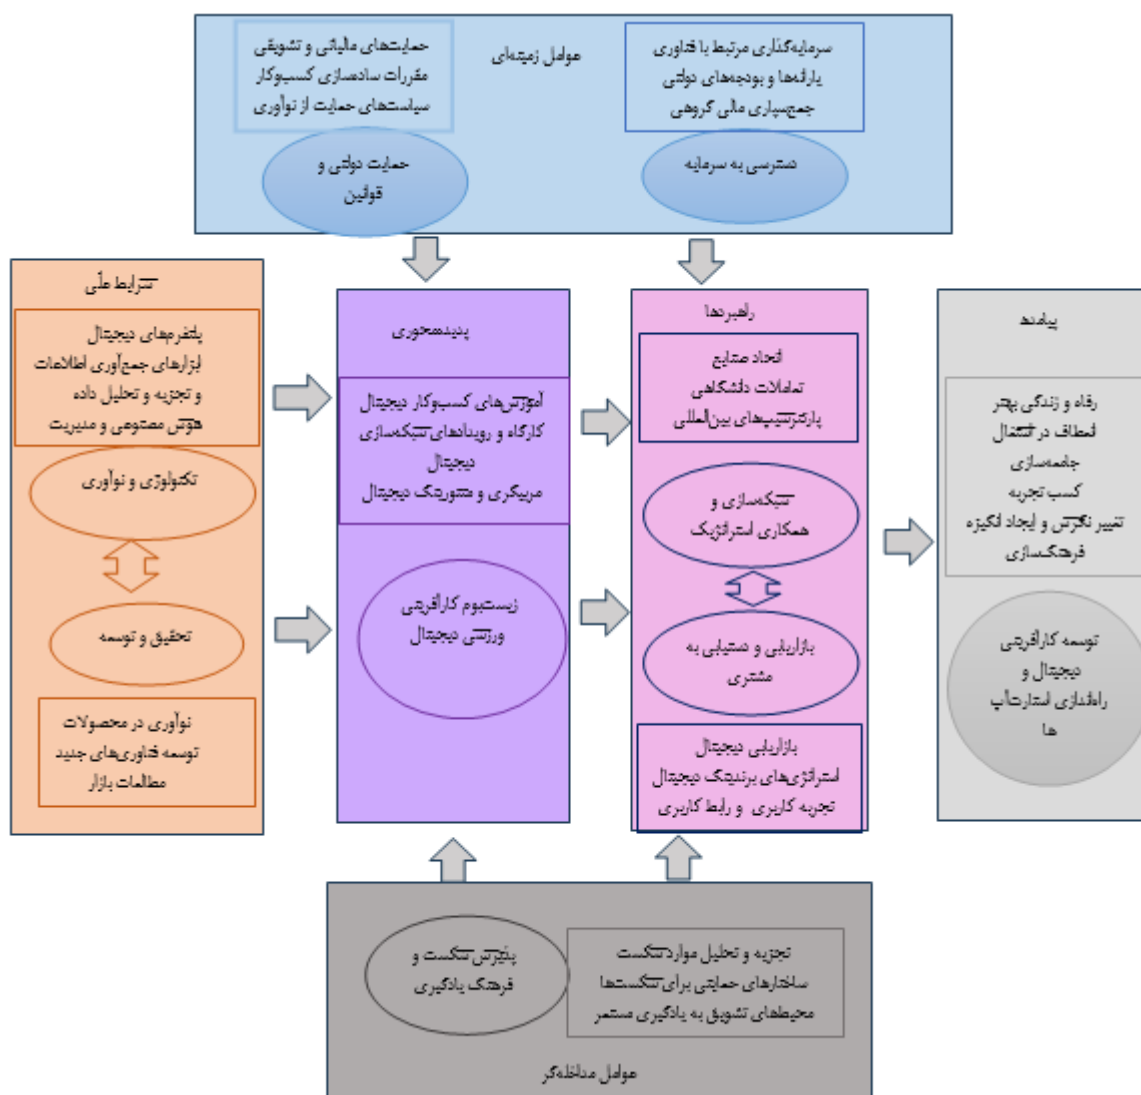 عوامل زمینه‌ای
سرمایه‌گذاری مرتبط با فناوری
یارانه‌ها و بودجه‌های دولتی
جمع‌سپاری مالی گروهی
دسترسی به سرمایه
حمایت‌های مالیاتی و تشویقی
مقررات ساده‌سازی کسب‌وکار
سیاست‌های حمایت از نوآوری
حمایت دولتی و
قوانین
شرایط علّی
پلتفرم‌های دیجیتال
ابزارهای جمع‌آوری اطلاعات
و تجزیه و تحلیل داده
هوش مصنوعی و مدیریت
تکنولوژی و نوآوری
تحقیق و توسعه
نوآوری در محصولات
توسعه فناوری‌های جدید
مطالعات بازار
پدیده‌محوری
آموزش‌های کسب‌وکار دیجیتال
کارگاه و رویدادهای شبکه‌سازی
دیجیتال
مربیگری و منتورینگ دیجیتال
زیست‌بوم کارآفرینی
ورزشی دیجیتال
راهبردها
اتحاد صنایع
تعاملات دانشگاهی
پارتنرشیپ‌های بین‌المللی
شبکه‌سازی و
همکاری استراتژیک
بازاریابی و دستیابی به
مشتری
بازاریابی دیجیتال
استراتژی‌های برندینگ دیجیتال
تجربه کاربری و رابط کاربری
پیامدها
رفاه و زندگی بهتر
انعطاف در اشتغال
جامعه‌سازی
کسب تجربه
تغییر نگرش و ایجاد انگیزه
فرهنگ‌سازی
توسعه کارآفرینی
دیجیتال و
راه‌اندازی استارت‌آپ
ها
تجزیه و تحلیل موارد شکست
ساختارهای حمایتی برای شکست‌ها
محیط‌های تشویق به یادگیری مستمر
پذیرش شکست و
فرهنگ یادگیری
عوامل مداخله‌گر